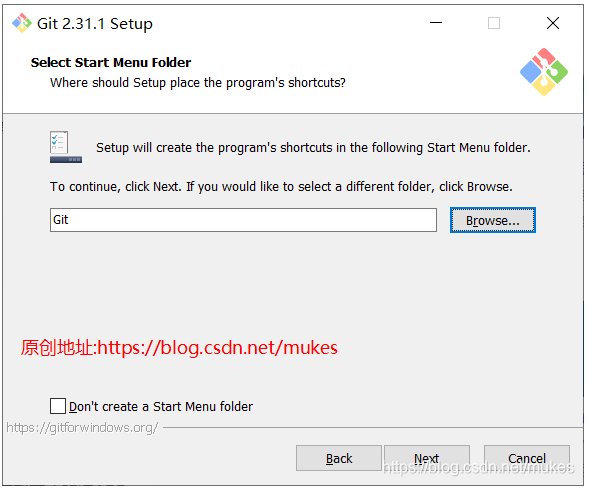 Git 2.31.1 Setup
Select Start Menu Folder
Where should Setup place the program's shortcuts?
Setup will create the program's shortcuts in the following Start Menu folder.
To continue, click Next. If you would like to select a different folder, click Browse.
Git
Browse...
原创地址:https://blog.csdn.net/mukes
Don't create a Start Menu folder
https://gitforwindows.org/
Back
Next
Cancel
https://blog.csdn.net/mukes